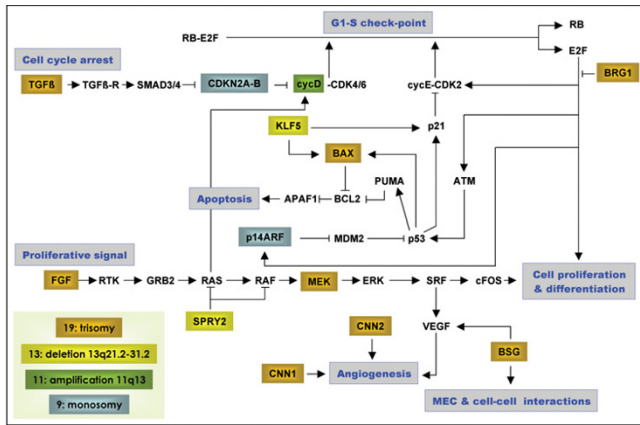 G1-S check-point
RB-E2F
RB
E2F
Cell cycle arrest
BRG1
TGFß
TGFß-R
SMAD3/4
CDKN2A-B
cycD
-CDK4/6
cycE-CDK2
KLF5
p21
BAX
PUMA
ATM
Apoptosis
APAF1
BCL2
p14ARF
MDM2
p53
Proliferative signal
FGF
RTK
GRB2
RAS
RAF
MEK
ERK
SRF
cFOS
Cell proliferation
& differentiation
SPRY2
19: trisomy
13: deletion 13q21.2-31.2
11: amplification 11q13
9: monosomy
CNN2
VEGF
BSG
CNN1
Angiogenesis
MEC & cell-cell interactions